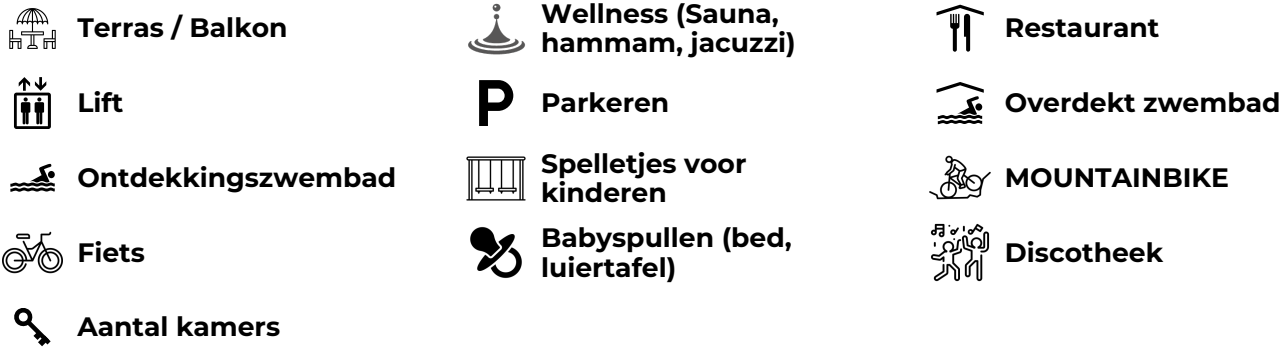 Terras / Balkon
Lift
Ontdekkingszwembad
Fiets
Aantal kamers
Wellness (Sauna,
hammam, jacuzzi)
P Parkeren
Spelletjes voor
kinderen
Babyspullen (bed,
luiertafel)
Restaurant
Overdekt zwembad
MOUNTAINBIKE
Discotheek